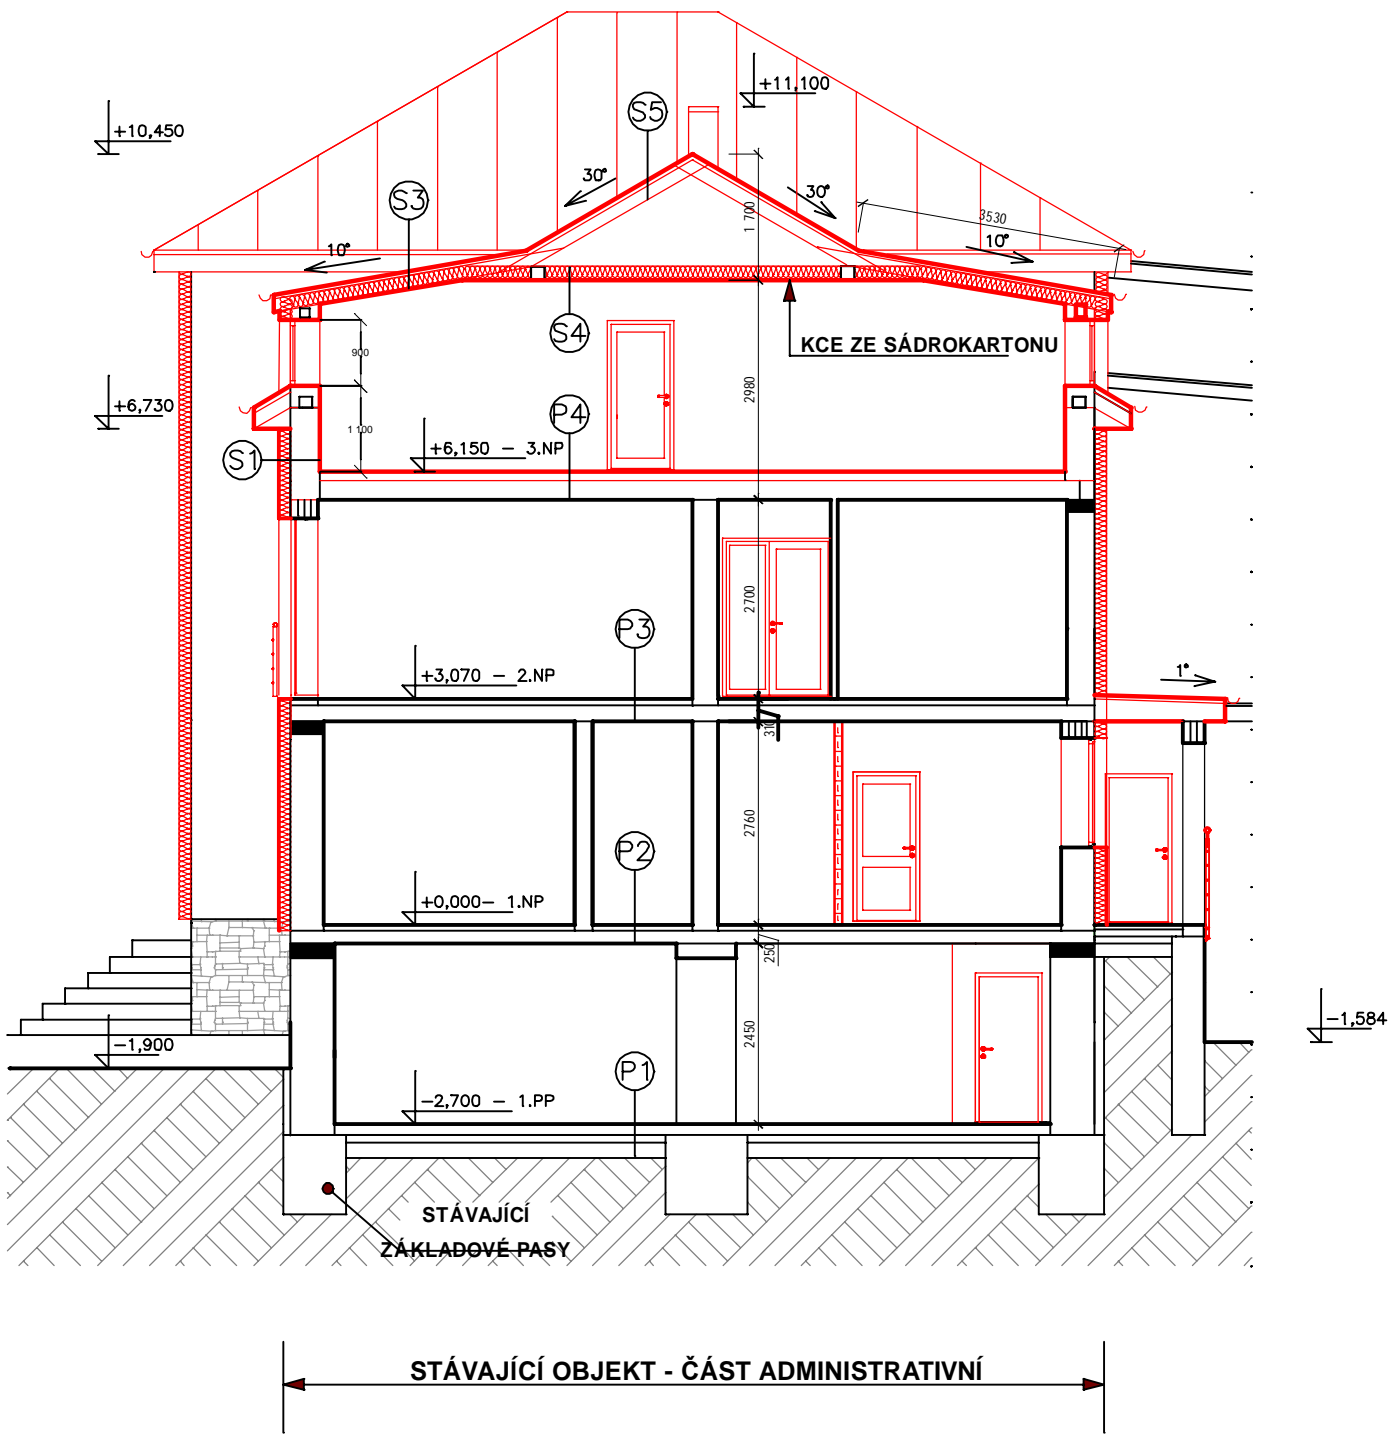 +11,100
S5
+10,450
30°
30°
S3
3530
1 700
10°
10°
S4
KCE ZE SÁDROKARTONU
900
2980
+6,730
P4
1 100
+6,150 – 3.NP
S1
2700
P3
+3,070 – 2.NP
1°
310
2760
P2
+0,000– 1.NP
250
–1,584
2450
–1,900
P1
–2,700 – 1.PP
STÁVAJÍCÍ
ZÁKLADOVÉ PASY
STÁVAJÍCÍ OBJEKT - ČÁST ADMINISTRATIVNÍ